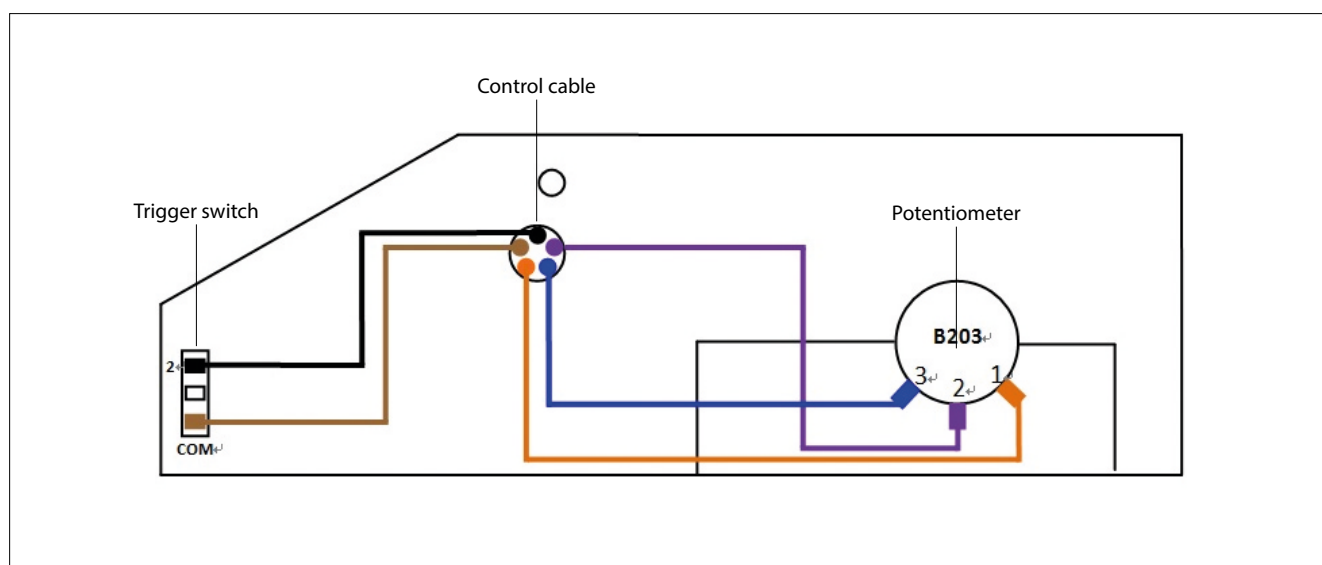 Control cable
Trigger switch
Potentiometer
B203↵
3↵
2↵
1↵
2↵
COM↵